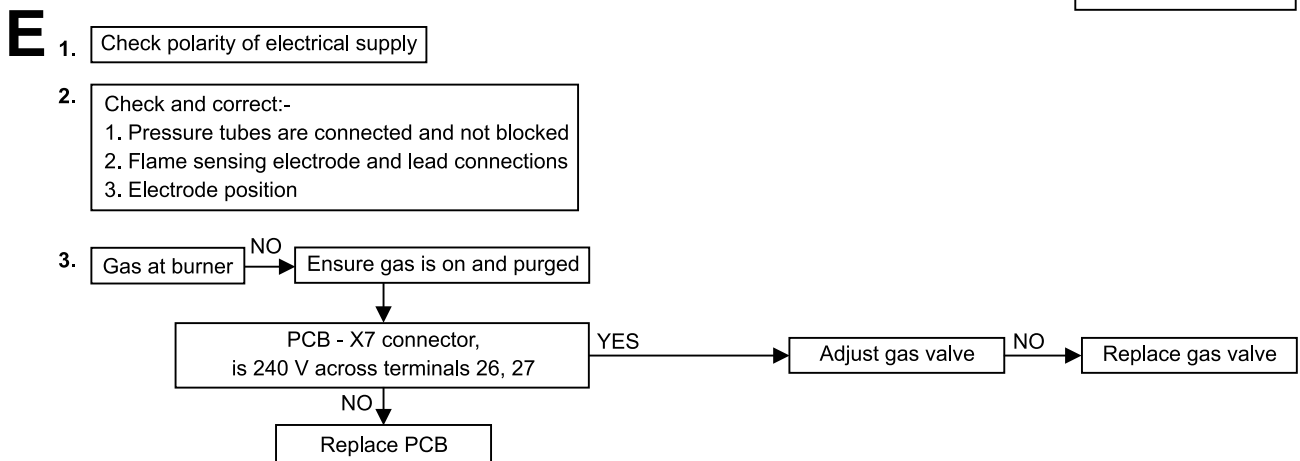 E
1. Check polarity of electrical supply
2. Check and correct:-
1. Pressure tubes are connected and not blocked
2. Flame sensing electrode and lead connections
3. Electrode position
3. Gas at burner NO Ensure gas is on and purged
PCB - X7 connector,
is 240 V across terminals 26, 27
YES Adjust gas valve NO Replace gas valve
NO
Replace PCB